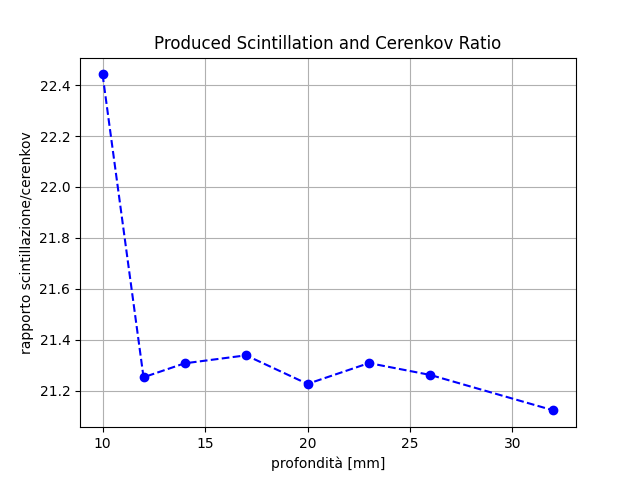 Produced Scintillation and Cerenkov Ratio
rapporto scintillazione/cerenkov
22.4
22.2
22.0
21.8
21.6
21.4
21.2
10 15 20 25 30
profondità [mm]